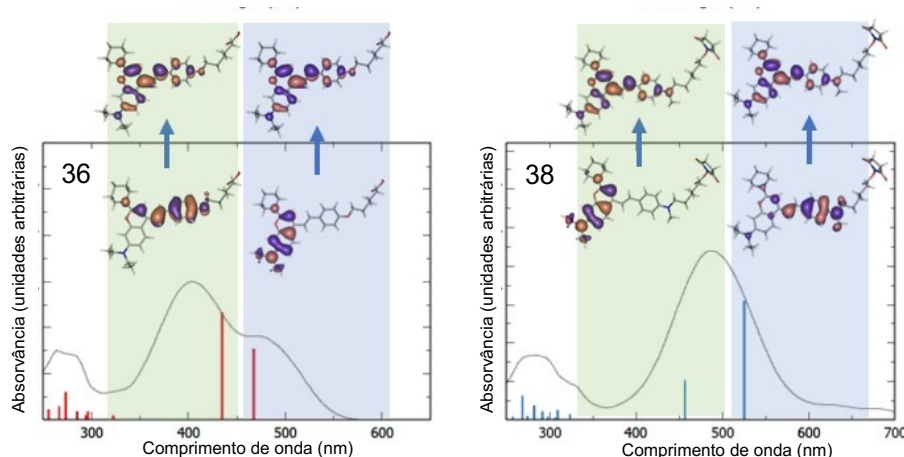 36
Absorvância (unidades arbitrárias)
300
400
500
600
Comprimento de onda (nm)
38
Absorvância (unidades arbitrárias)
300
400
500
600
700
Comprimento de onda (nm)